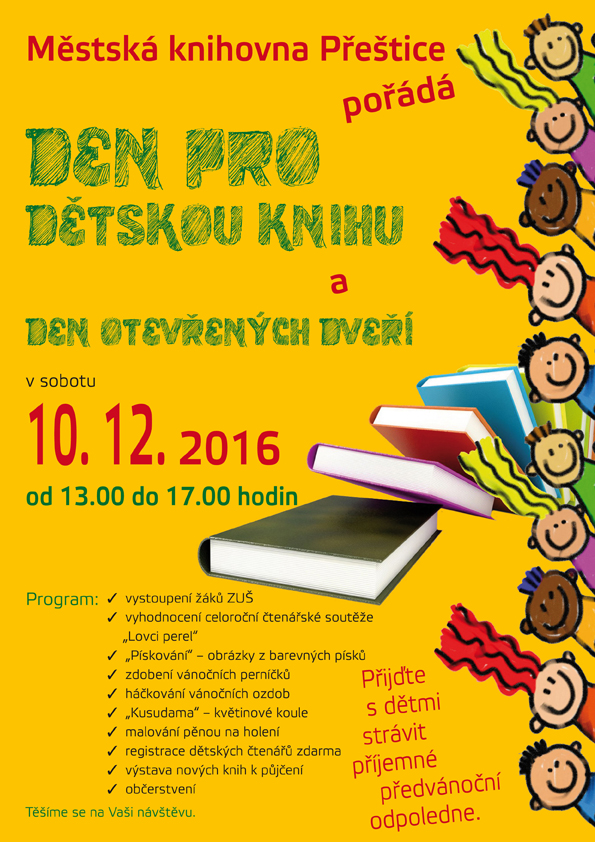 Městská knihovna Přeštice
pořádá
DEN PRO
DĚTSKOU KNIHU
a
DEN OTEVŘENÝCH DVEŘÍ
v sobotu
10. 12. 2016
od 13.00 do 17.00 hodin
Program: ✓ vystoupení žáků ZUŠ
✓ vyhodnocení celoroční čtenářské soutěže
„Lovci perel“
✓ „Pískování“ – obrázky z barevných písků
✓ zdobení vánočních perníčků
✓ háčkování vánočních ozdob
✓ „Kusudama“ – květinové koule
✓ malování pěnou na holení
✓ registrace dětských čtenářů zdarma
✓ výstava nových knih k půjčení
✓ občerstvení
Těšíme se na Vaši návštěvu.
Přijďte
s dětmi
strávit
příjemné
předvánoční
odpoledne.